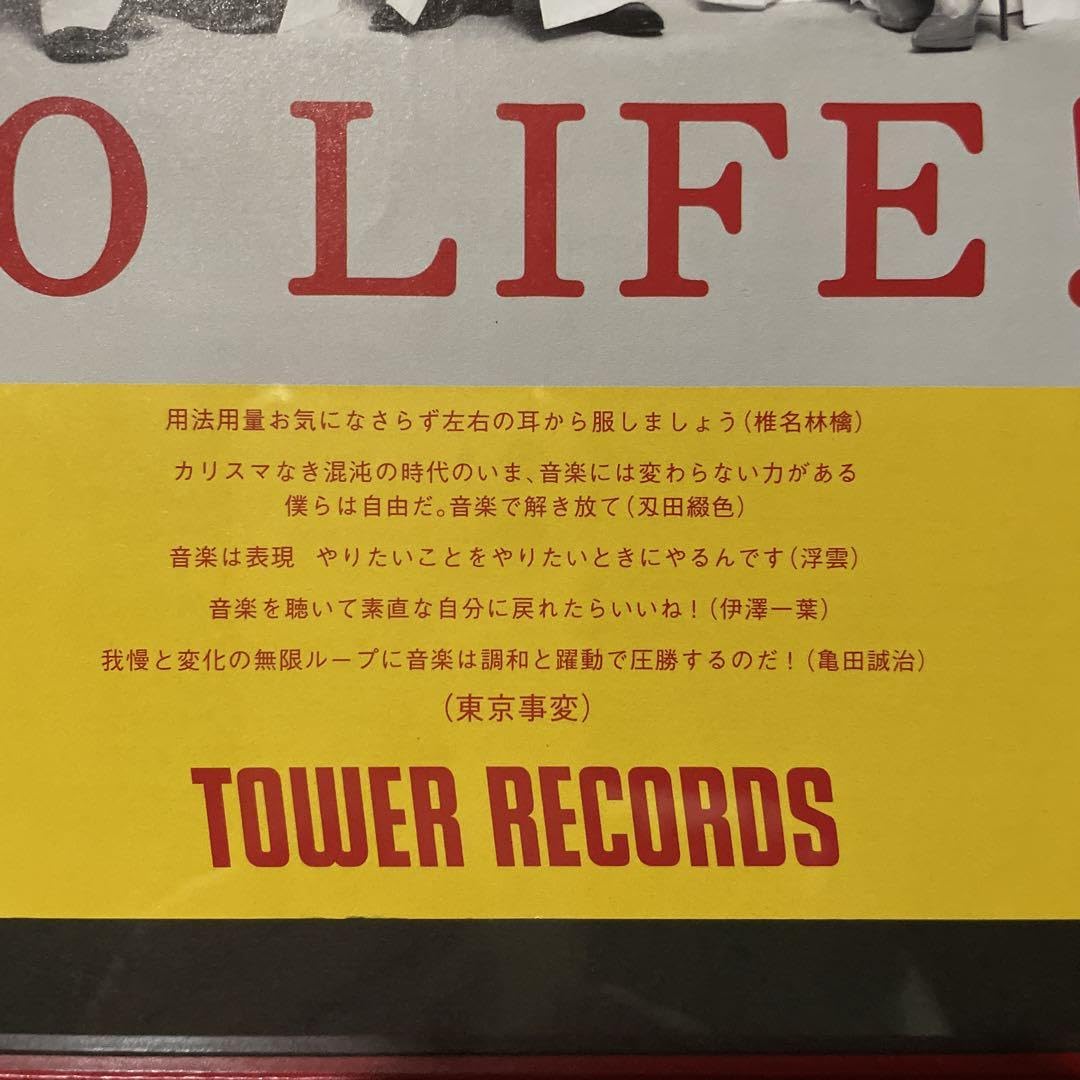 O LIFE!
用法用量お気になさらず左右の耳から服しましょう（椎名林檎）
カリスマなき混沌の時代のいま、音楽には変わらない力がある
僕らは自由だ。音楽で解き放て（刄田綴色）
音楽は表現　やりたいことをやりたいときにやるんです（浮雲）
音楽を聴いて素直な自分に戻れたらいいね！（伊澤一葉）
我慢と変化の無限ループに音楽は調和と躍動で圧勝するのだ！（亀田誠治）
（東京事変）
TOWER RECORDS